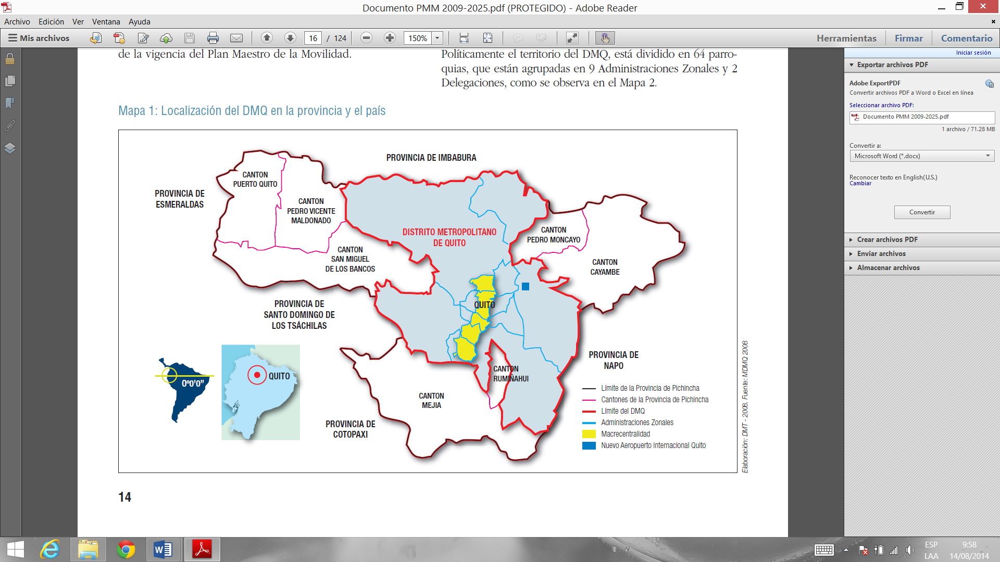 Documento PMM 2009-2025.pdf (PROTEGIDO) - Adobe Reader
Archivo Edición Ver Ventana Ayuda
Mis archivos
16 / 124
150%
Herramientas Firmar Comentario
de la vigencia del Plan Maestro de la Movilidad.
Políticamente el territorio del DMQ, está dividido en 64 parro-
quias, que están agrupadas en 9 Administraciones Zonales y 2
Delegaciones, como se observa en el Mapa 2.
Mapa 1: Localización del DMQ en la provincia y el país
PROVINCIA DE IMBABURA
CANTON
PUERTO QUITO
PROVINCIA DE
ESMERALDAS
CANTON
PEDRO VICENTE
MALDONADO
DISTRITO METROPOLITANO
DE QUITO
CANTON
PEDRO MONCAYO
CANTON
SAN MIGUEL
DE LOS BANCOS
CANTON
CAYAMBE
QUITO
PROVINCIA DE
SANTO DOMINGO DE
LOS TSÁCHILAS
PROVINCIA DE
NAPO
CANTON
RUMIÑAHUI
QUITO
0º0'0"
CANTON
MEJIA
PROVINCIA DE
COTOPAXI
Límite de la Provincia de Pichincha
Cantones de la Provincia de Pichincha
Límite del DMQ
Administraciones Zonales
Macrecentralidad
Nuevo Aeropuerto Internacional Quito
Elaboración: DMT - 2008. Fuente: MDMQ 2008
14
Iniciar sesión
Exportar archivos PDF
Adobe ExportPDF
Convertir archivos PDF a Word o Excel en línea
Seleccionar archivo PDF:
Documento PMM 2009-2025.pdf
1 archivo / 71.28 MB
Convertir a:
Microsoft Word (*.docx)
Reconocer texto en English(U.S.)
Cambiar
Convertir
Crear archivos PDF
Enviar archivos
Almacenar archivos
ESP
LAA
9:58
14/08/2014